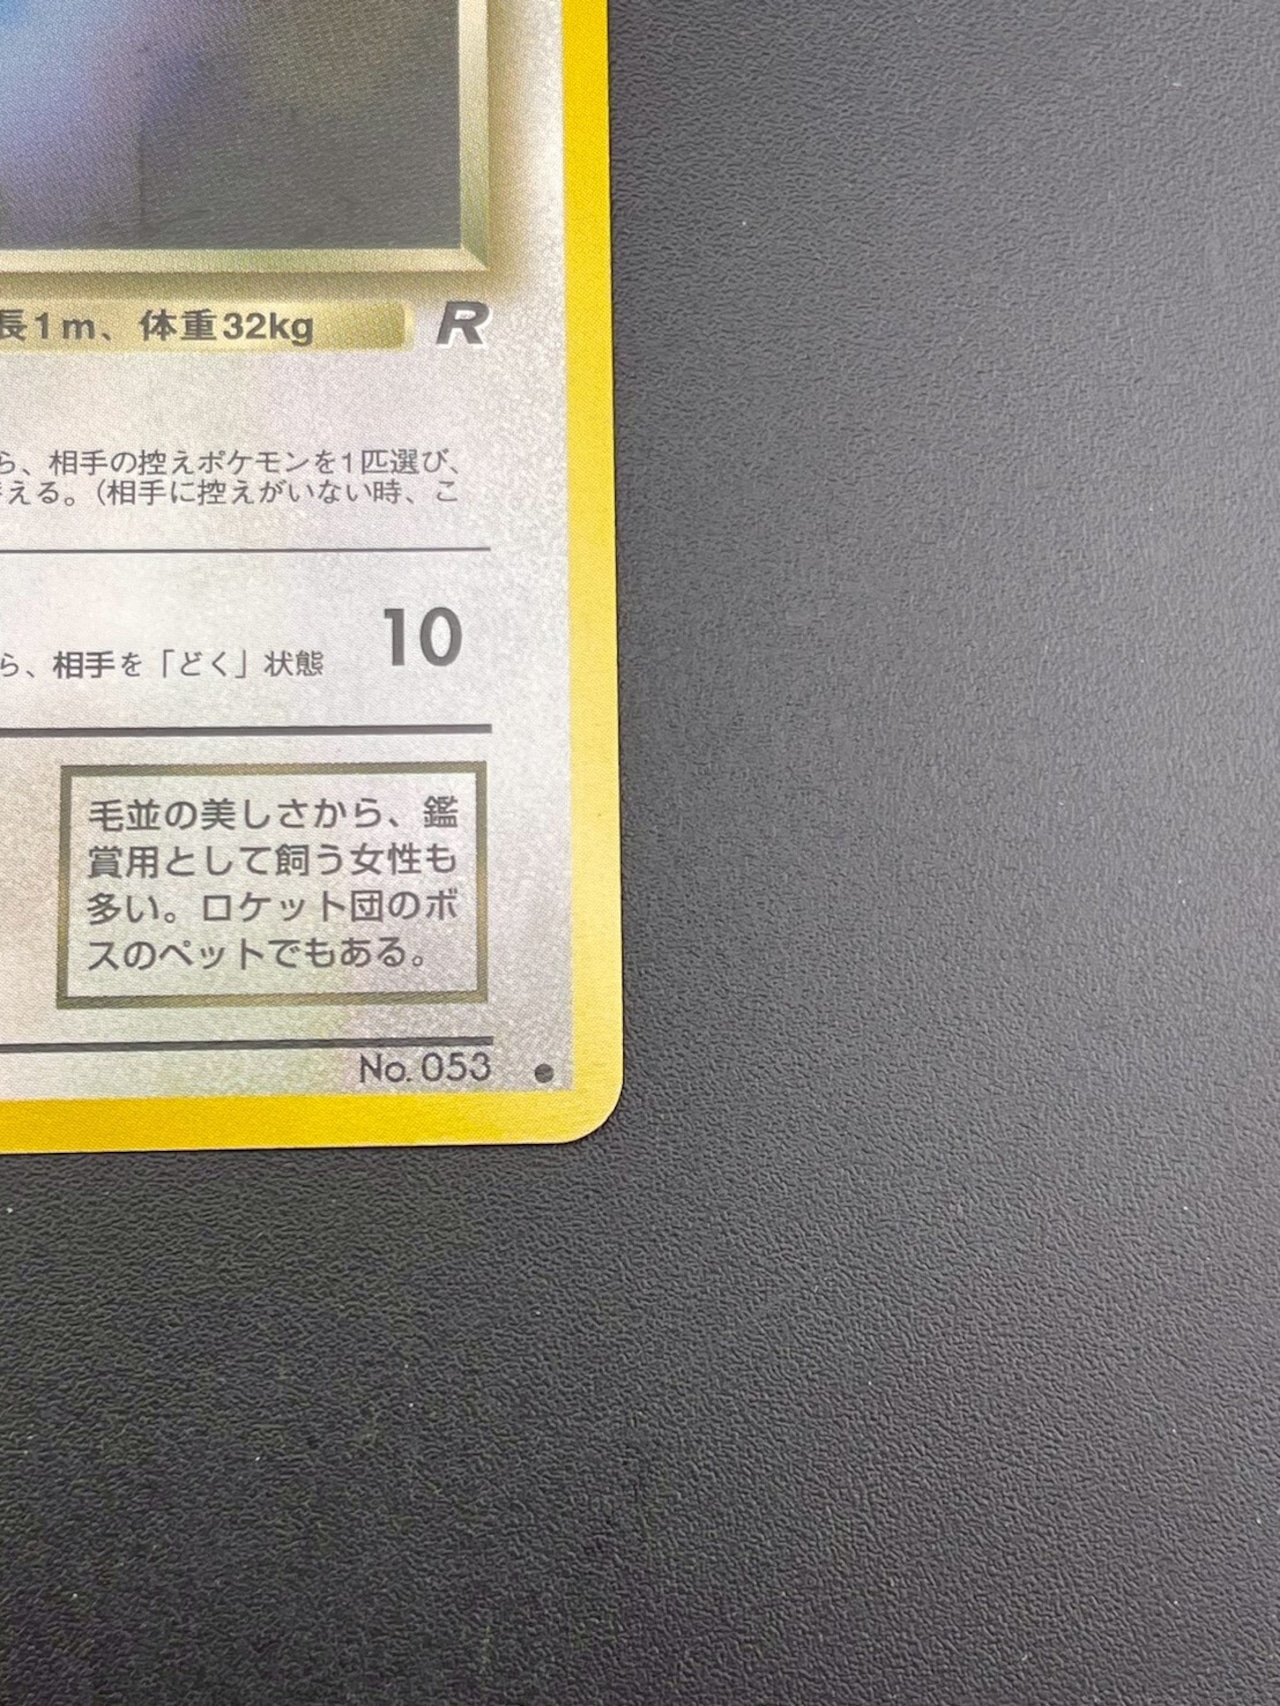 長1m、体重32kg
R
ら、相手の控えポケモンを1匹選び、
える。（相手に控えがいない時、こ
10
ら、相手を「どく」状態
毛並の美しさから、鑑
賞用として飼う女性も
多い。ロケット団のボ
スのペットでもある。
No. 053 ●